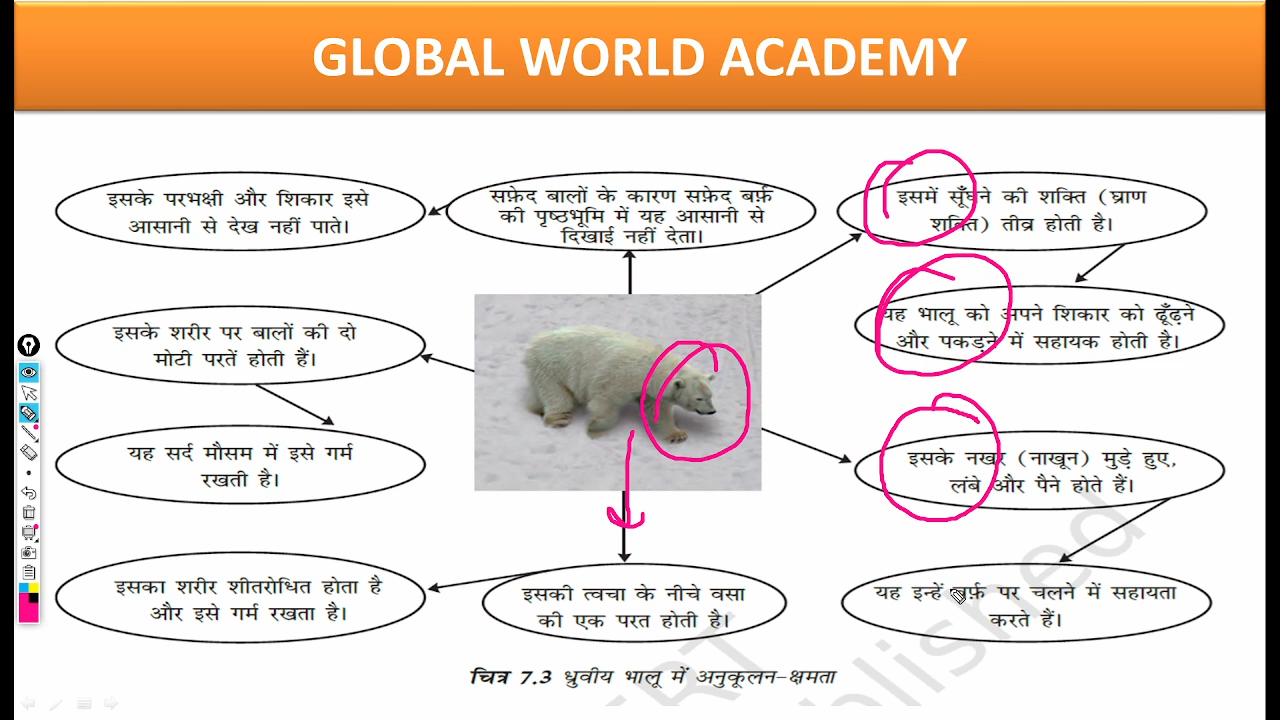 GLOBAL WORLD ACADEMY
इसके परभक्षी और शिकार इसे
आसानी से देख नहीं पाते।
सफ़ेद बालों के कारण सफ़ेद बर्फ़
की पृष्ठभूमि में यह आसानी से
दिखाई नहीं देता।
इसमें सूँघने की शक्ति (घ्राण
शक्ति) तीव्र होती है।
इसके शरीर पर बालों की दो
मोटी परतें होती हैं।
यह भालू को अपने शिकार को ढूँढ़ने
और पकड़ने में सहायक होती है।
यह सर्द मौसम में इसे गर्म
रखती है।
इसके नखर (नाखून) मुड़े हुए,
लंबे और पैने होते हैं।
इसका शरीर शीतरोधित होता है
और इसे गर्म रखता है।
इसकी त्वचा के नीचे वसा
की एक परत होती है।
यह इन्हें बर्फ़ पर चलने में सहायता
करते हैं।
चित्र 7.3 ध्रुवीय भालू में अनुकूलन-क्षमता